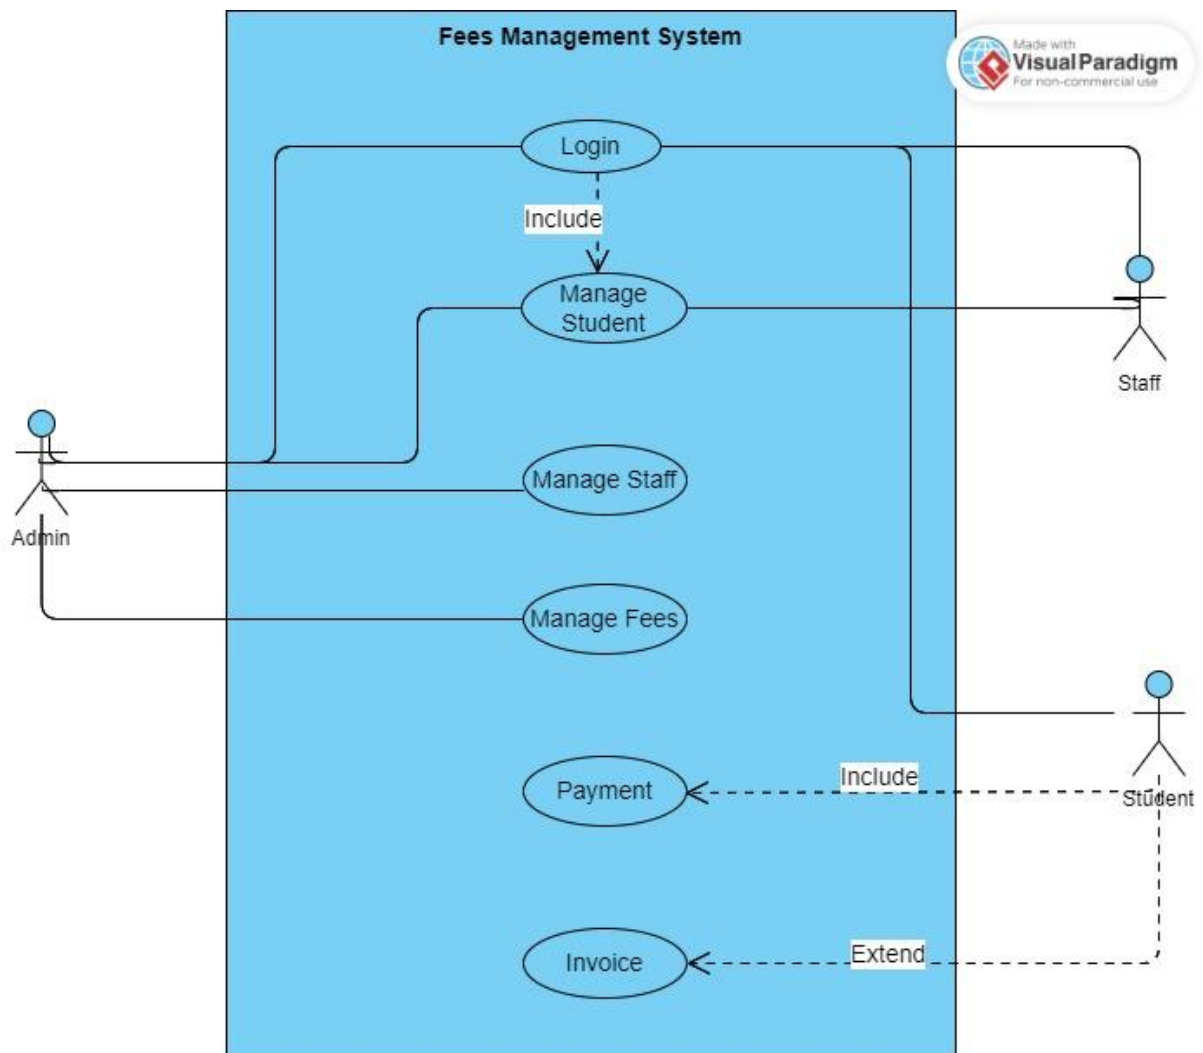 Fees Management System
Made with
Visual Paradigm
For non-commercial use
Login
Include
Manage
Student
Staff
Manage Staff
Admin
Manage Fees
Include
Payment
Student
Extend
Invoice